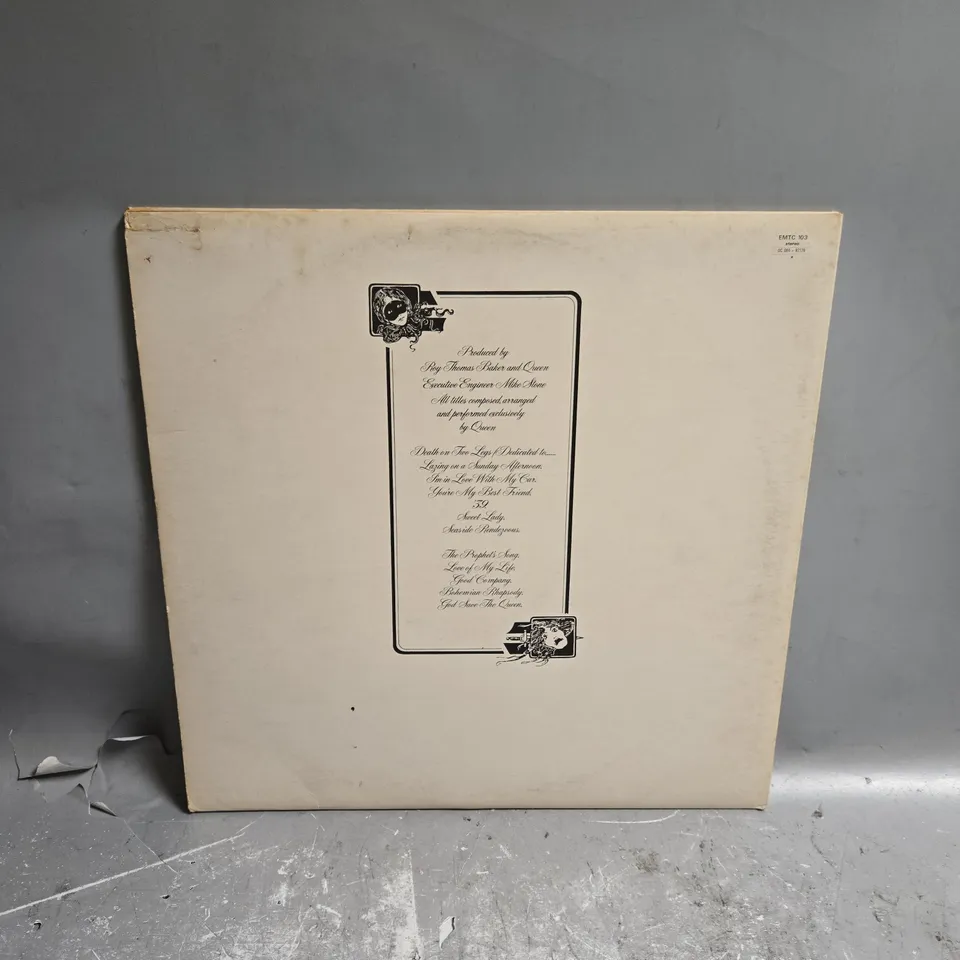 EMTC 103
stereo
Produced by
Roy Thomas Baker and Queen
Executive Engineer Mike Stone
All titles composed, arranged
and performed exclusively
by Queen
Death on Two Legs (Dedicated to......
Lazing on a Sunday Afternoon.
I'm in Love With My Car.
You're My Best Friend.
'39.
Sweet Lady.
Seaside Rendezvous.
The Prophet's Song.
Love of My Life.
Good Company.
Bohemian Rhapsody.
God Save The Queen.